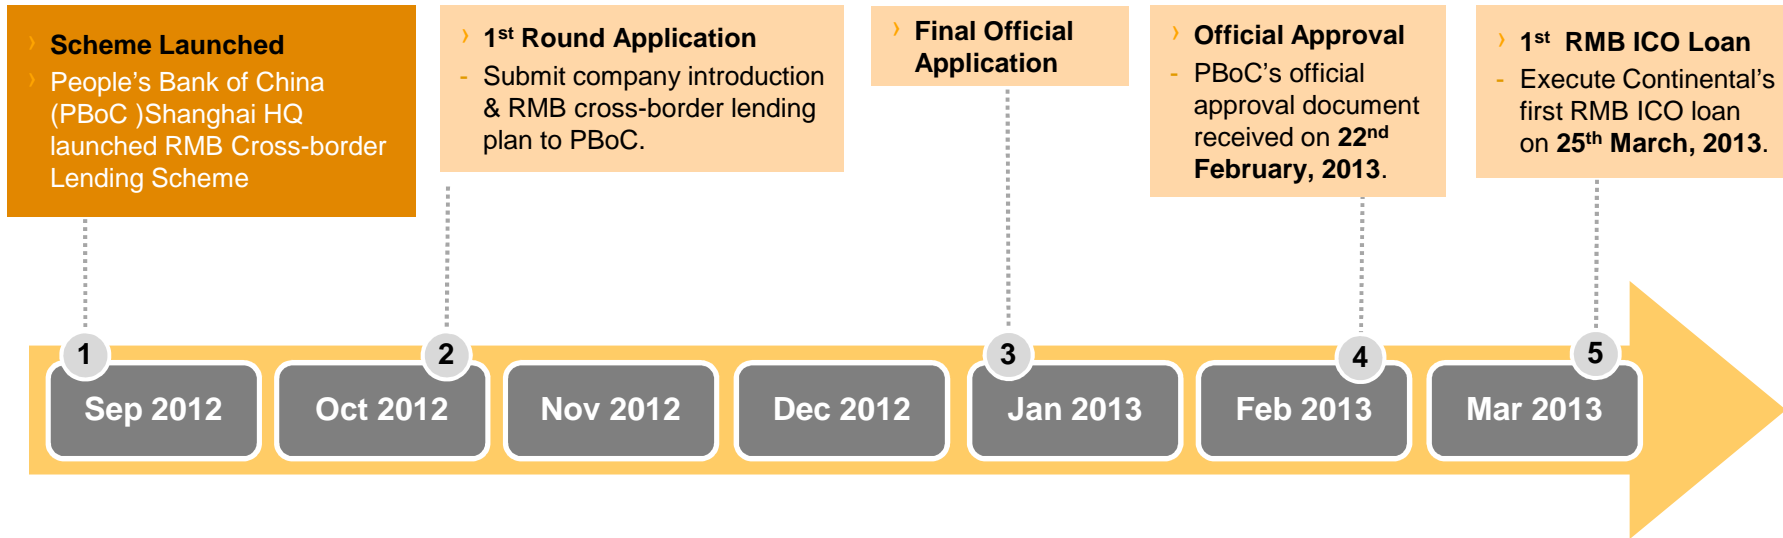 › Scheme Launched
› People's Bank of China
(PBoC )Shanghai HQ
launched RMB Cross-border
Lending Scheme
› 1st Round Application
- Submit company introduction
& RMB cross-border lending
plan to PBoC.
› Final Official
Application
› Official Approval
- PBoC's official
approval document
received on 22nd
February, 2013.
› 1st RMB ICO Loan
- Execute Continental's
first RMB ICO loan
on 25th March, 2013.
1
2
3
4
5
Sep 2012
Oct 2012
Nov 2012
Dec 2012
Jan 2013
Feb 2013
Mar 2013